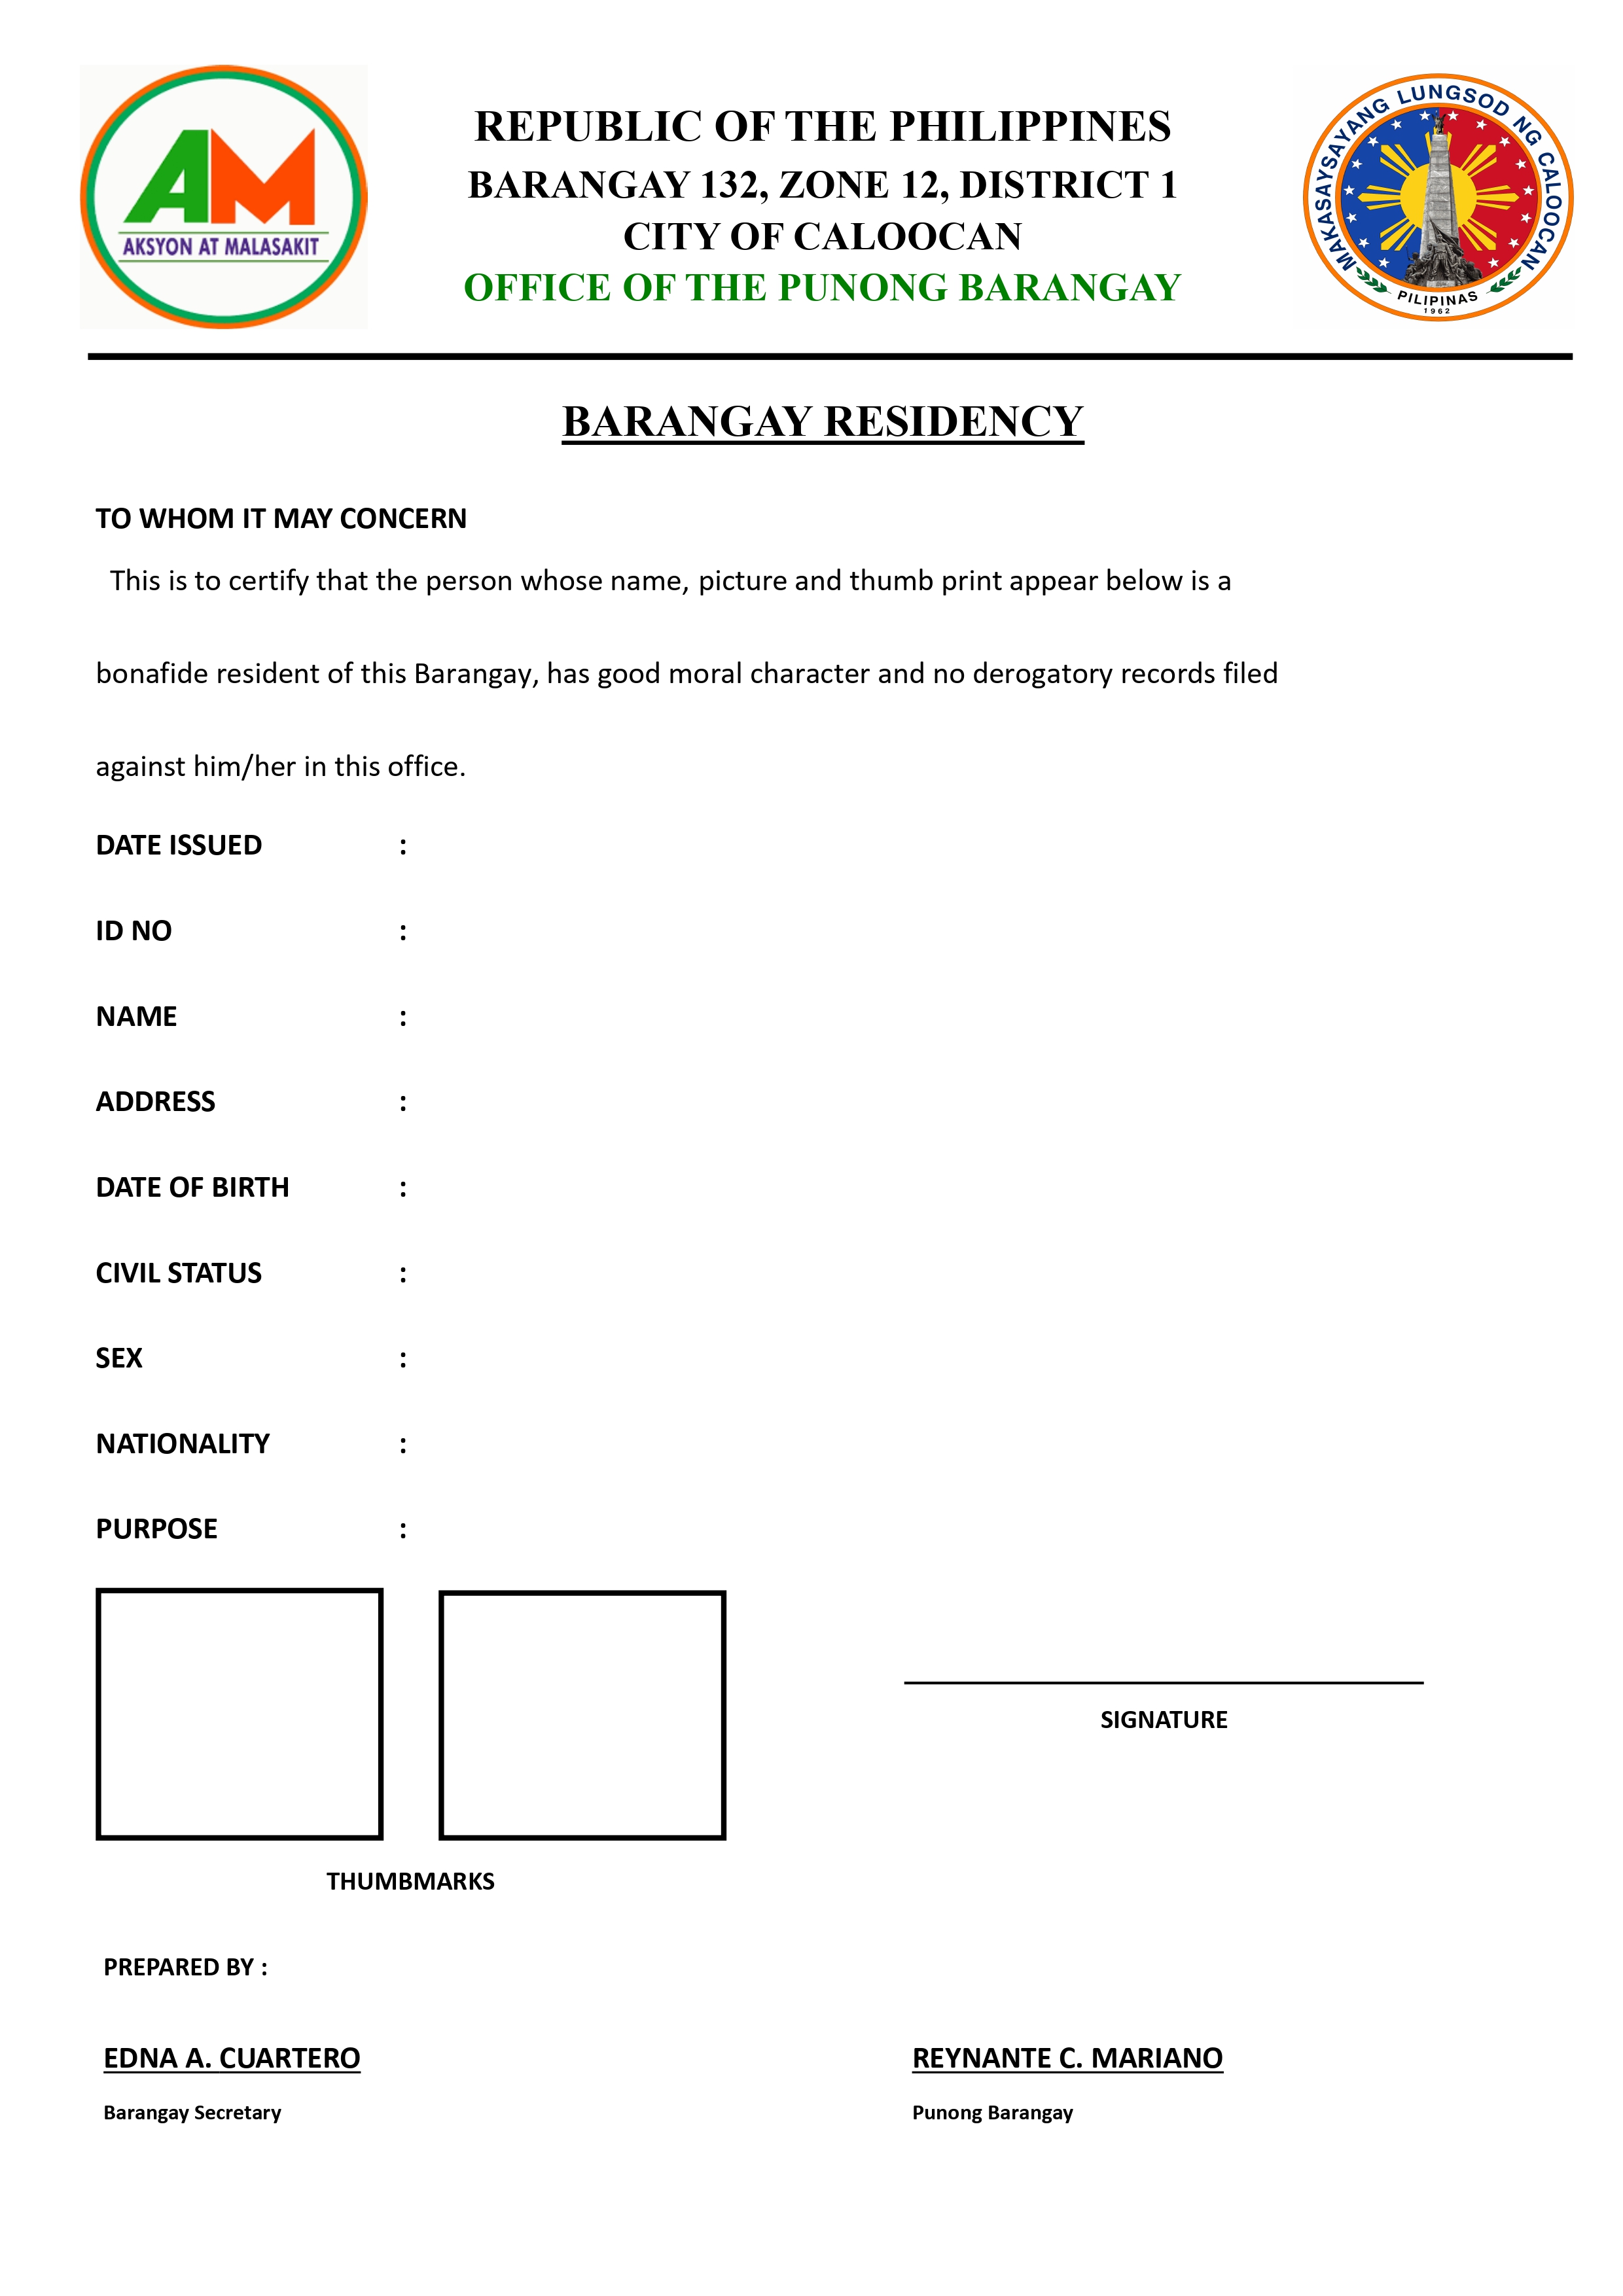 AM
AKSYON AT MALASAKIT
REPUBLIC OF THE PHILIPPINES
BARANGAY 132, ZONE 12, DISTRICT 1
CITY OF CALOOCAN
OFFICE OF THE PUNONG BARANGAY
MAKASAYSAYANG LUNGSOD NG CALOOCAN
PILIPINAS
1962
BARANGAY RESIDENCY
TO WHOM IT MAY CONCERN
This is to certify that the person whose name, picture and thumb print appear below is a
bonafide resident of this Barangay, has good moral character and no derogatory records filed
against him/her in this office.
DATE ISSUED :
ID NO :
NAME :
ADDRESS :
DATE OF BIRTH :
CIVIL STATUS :
SEX :
NATIONALITY :
PURPOSE :
SIGNATURE
THUMBMARKS
PREPARED BY :
EDNA A. CUARTERO REYNANTE C. MARIANO
Barangay Secretary Punong Barangay